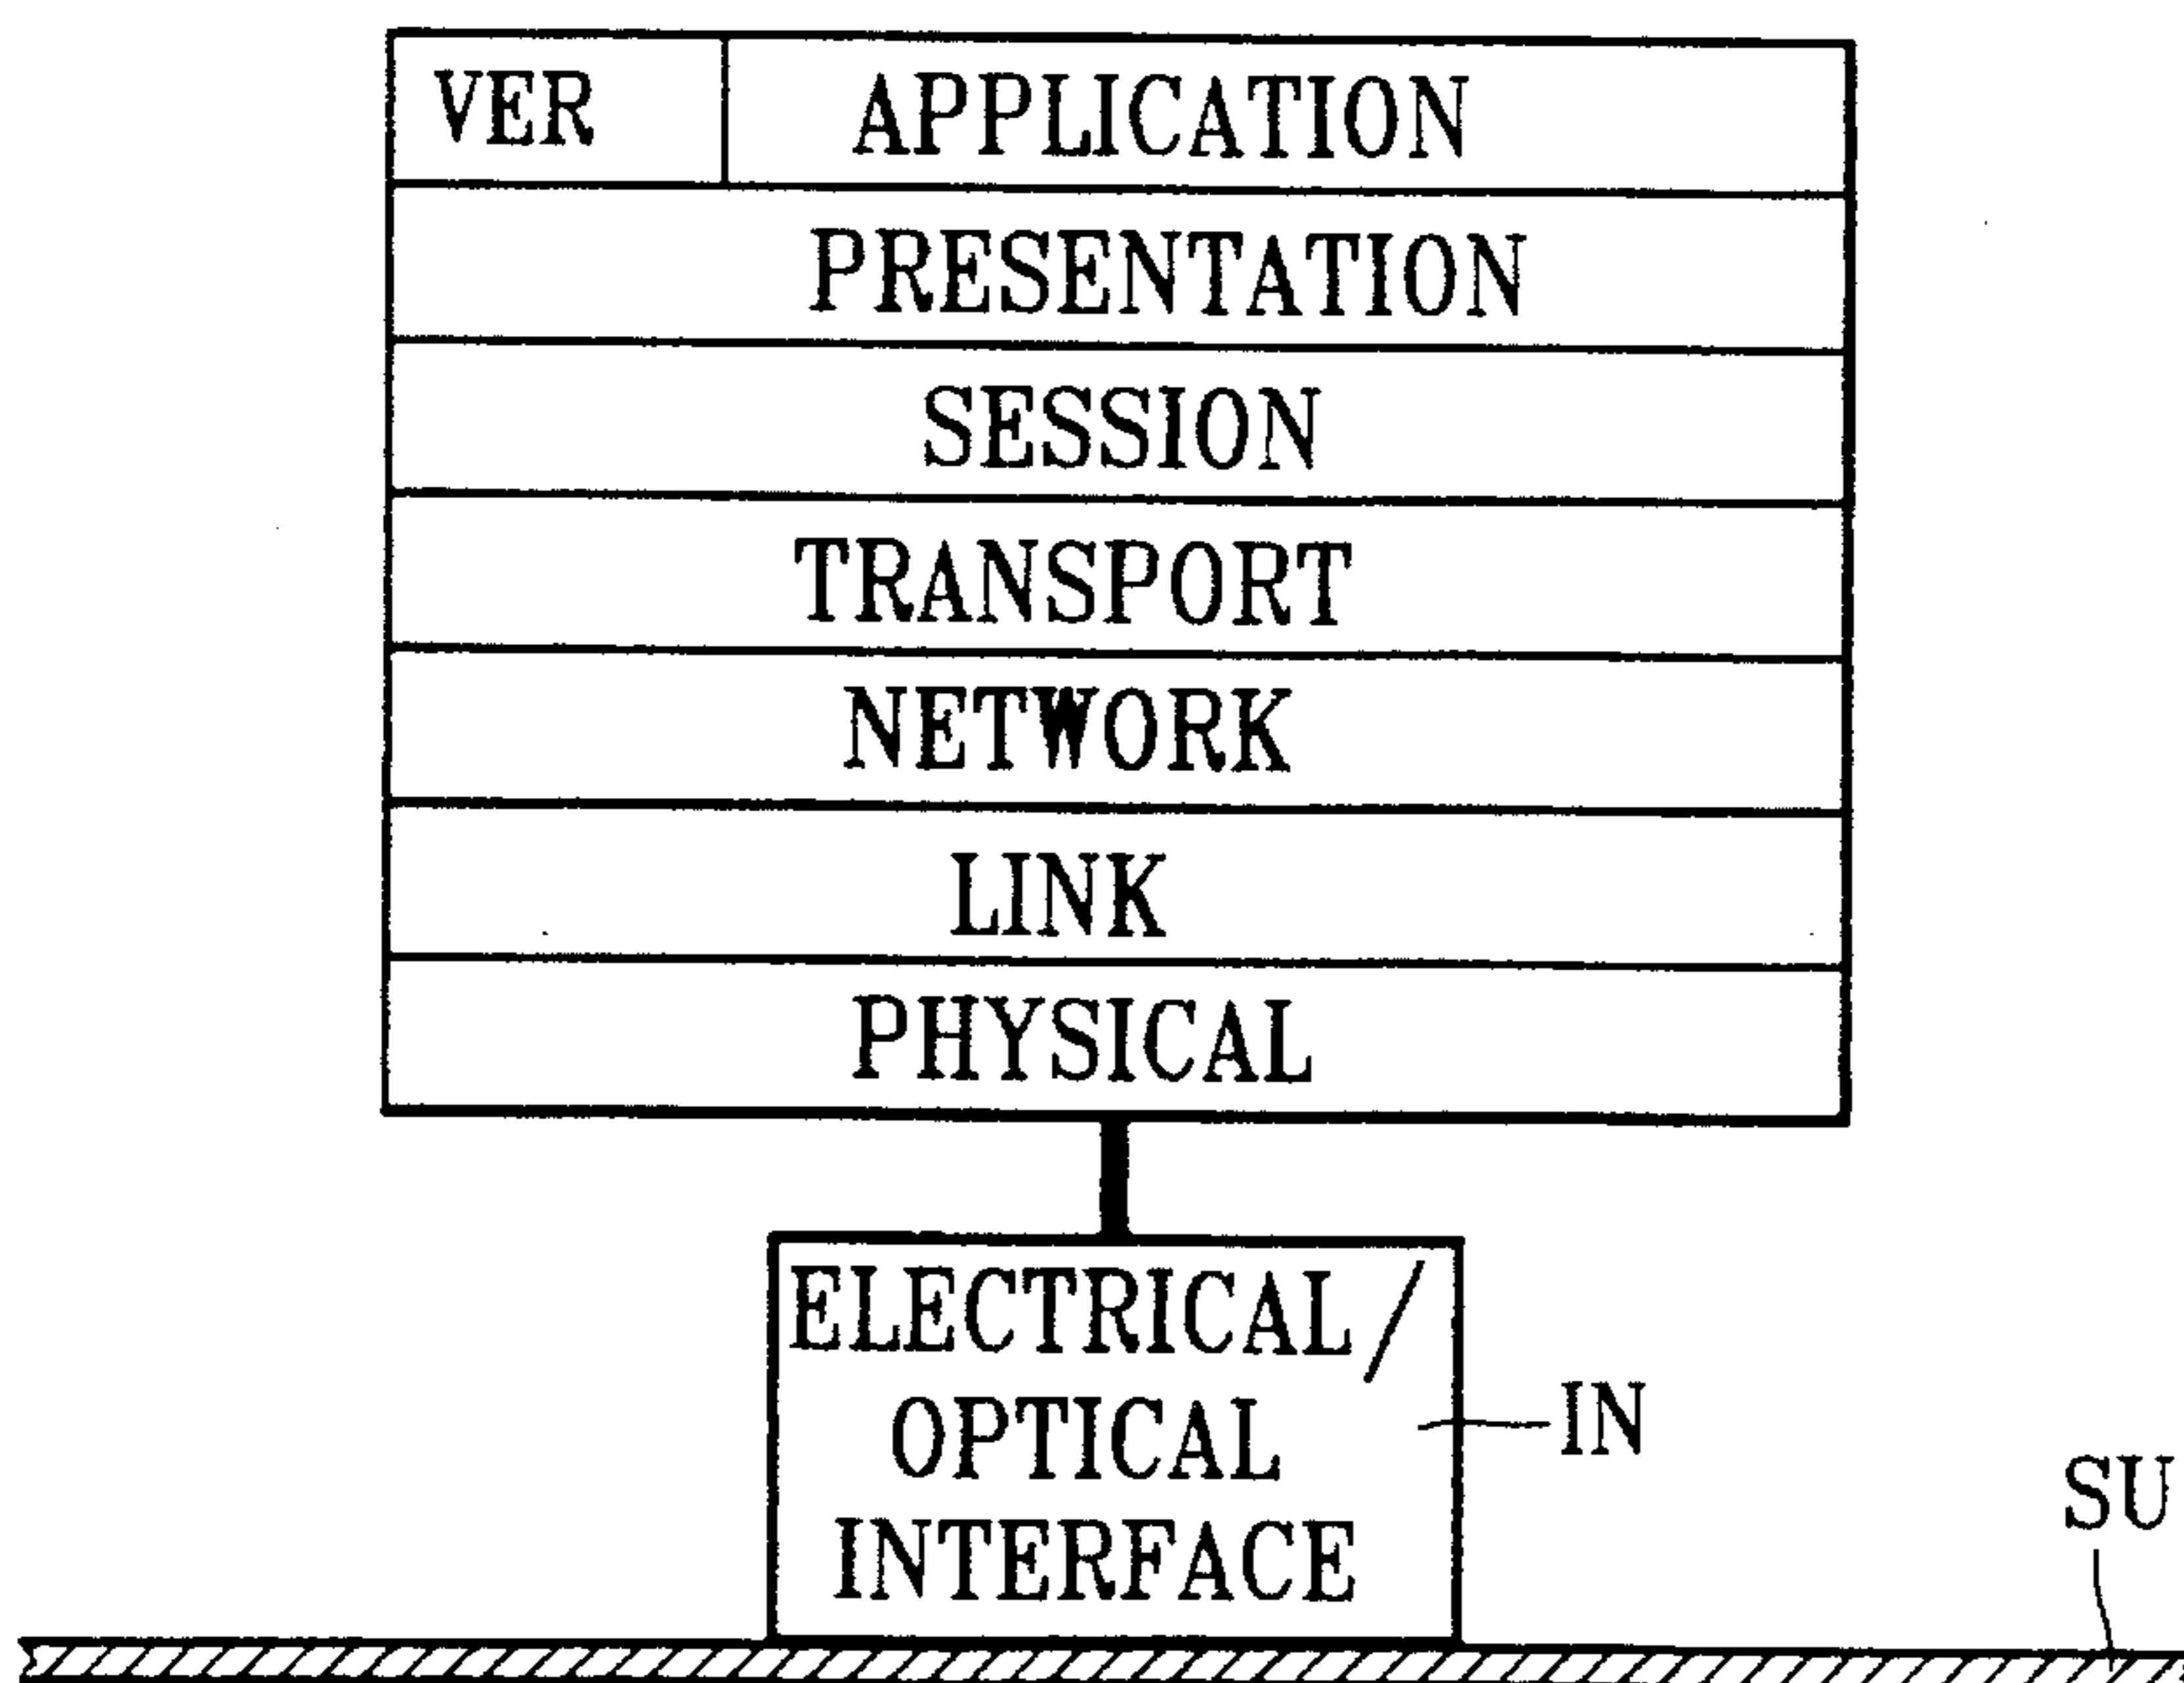 VER APPLICATION
PRESENTATION
SESSION
TRANSPORT
NETWORK
LINK
PHYSICAL
ELECTRICAL/
OPTICAL
IN
INTERFACE
SU